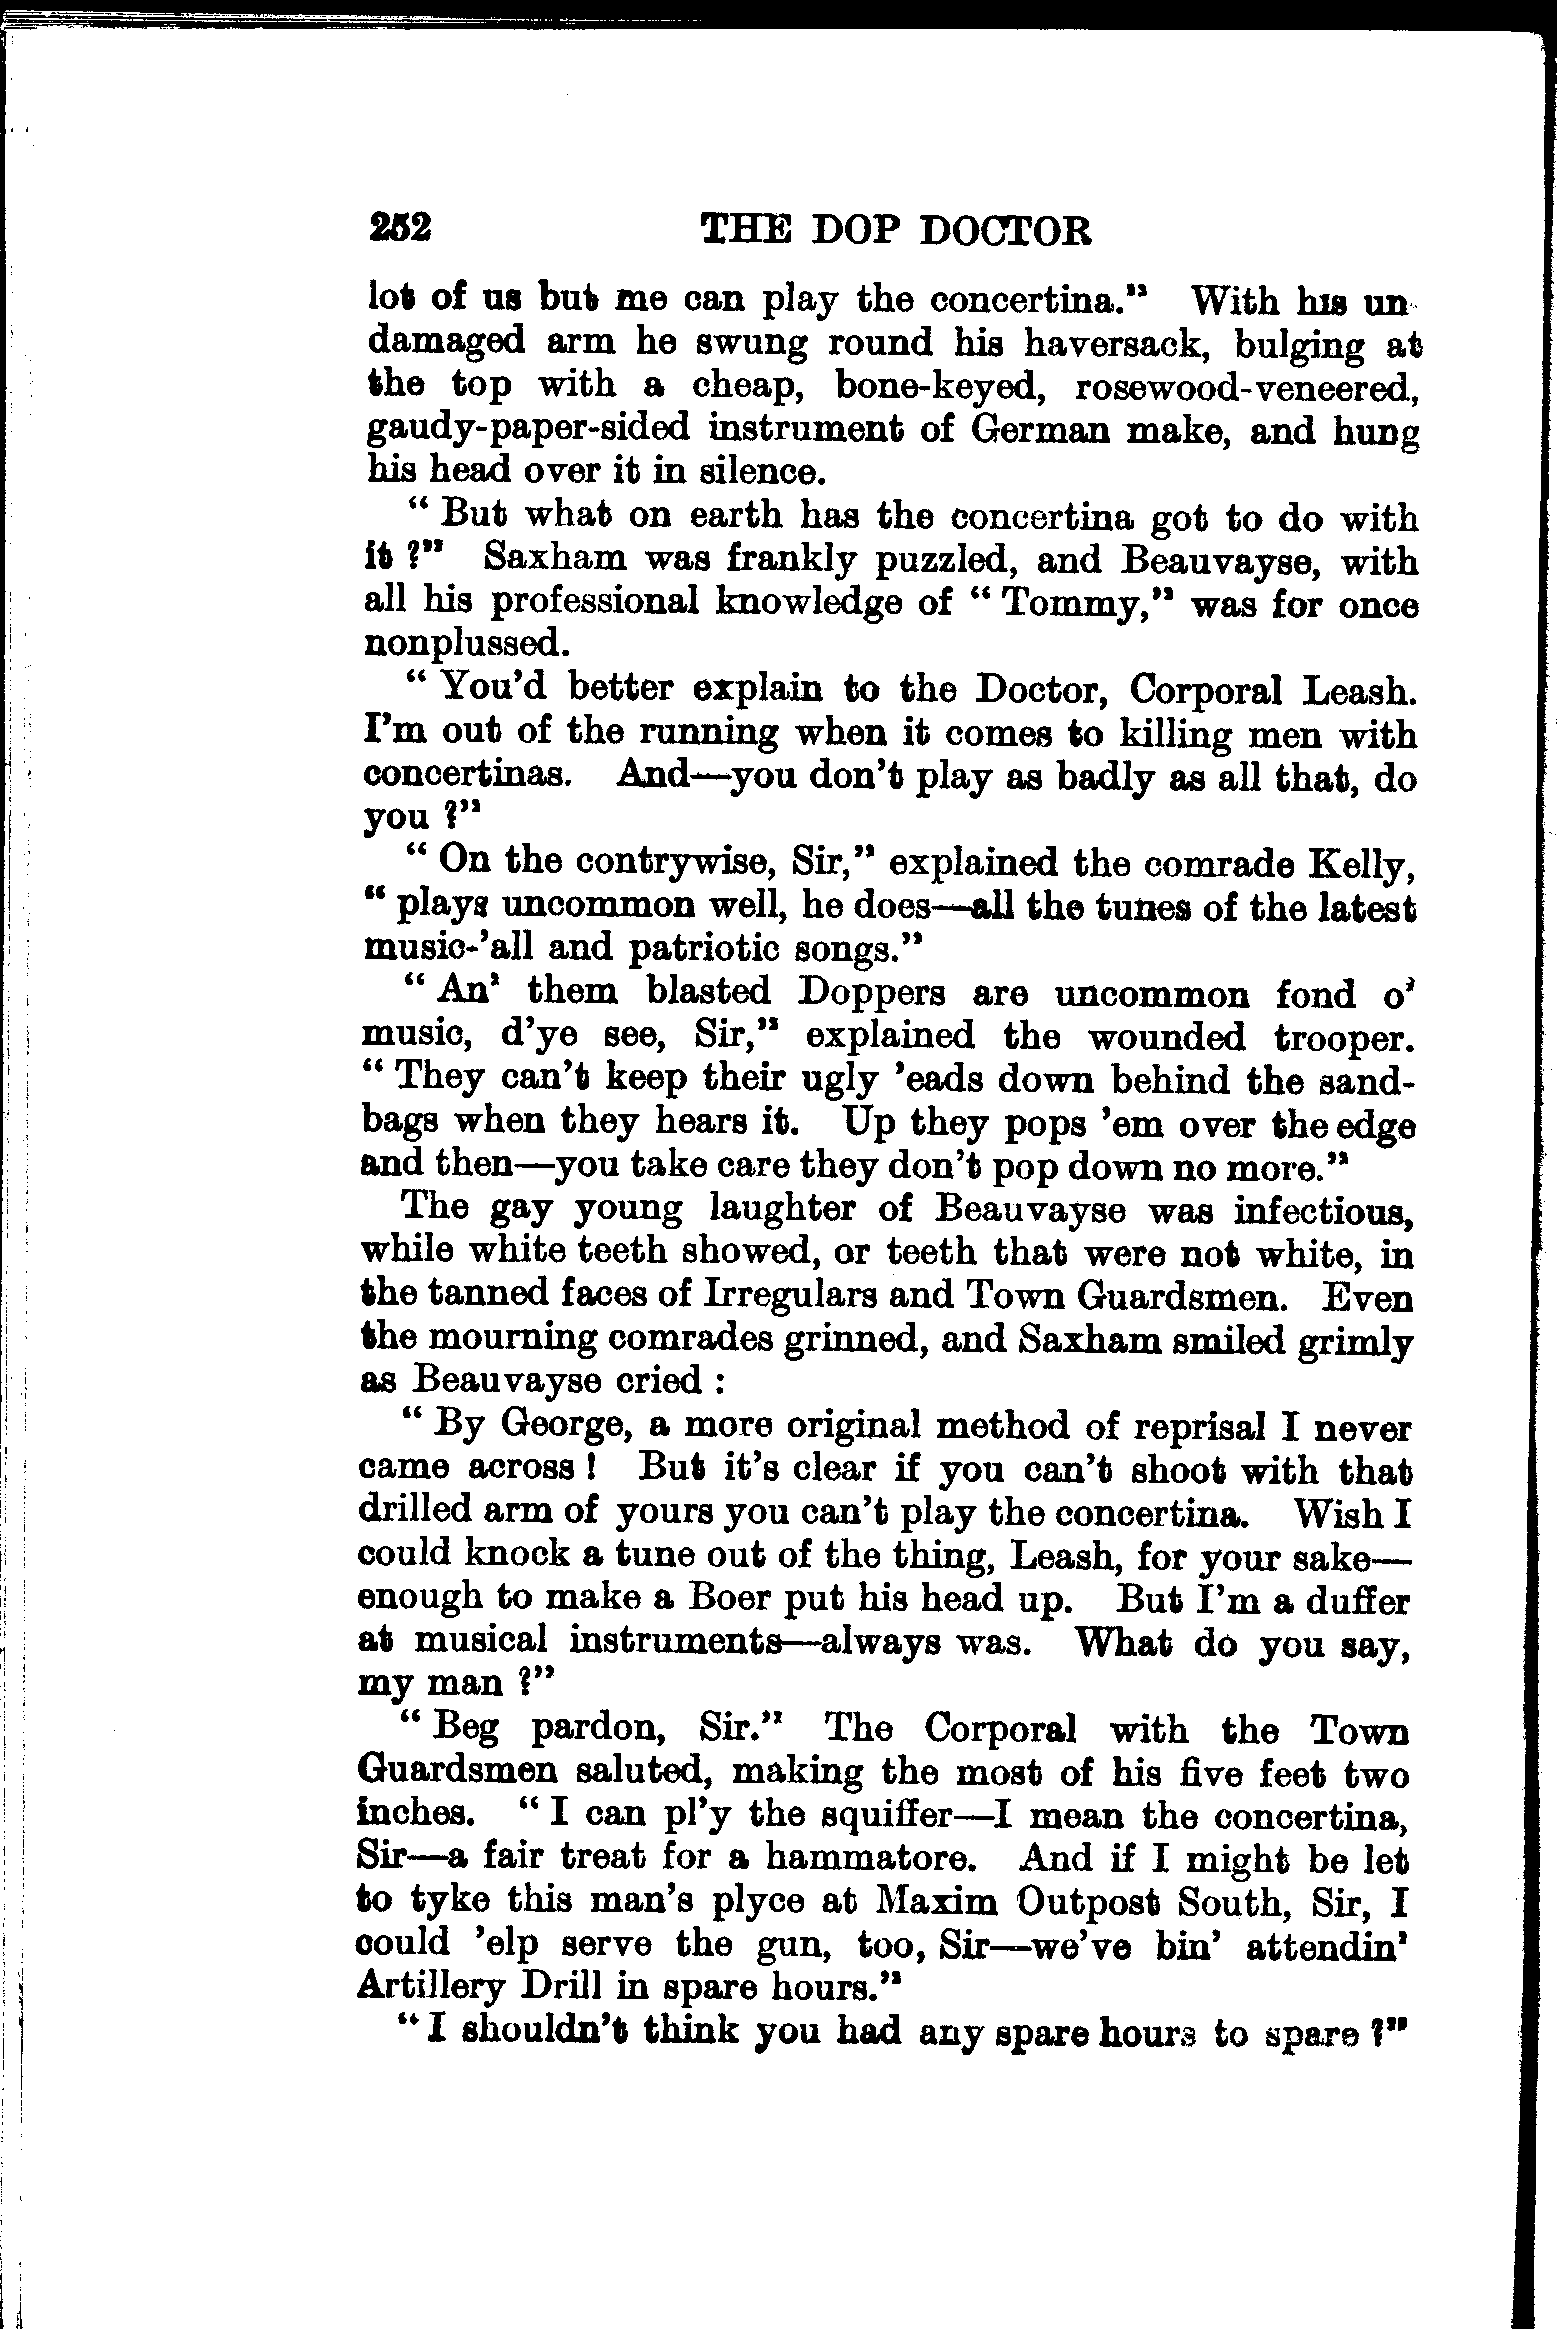 252 THE DOP DOCTOR
lot of us but me can play the concertina." With his un-
damaged arm he swung round his haversack, bulging at
the top with a cheap, bone-keyed, rosewood-veneered,
gaudy-paper-sided instrument of German make, and hung
his head over it in silence.
" But what on earth has the concertina got to do with
it ?" Saxham was frankly puzzled, and Beauvayse, with
all his professional knowledge of " Tommy," was for once
nonplussed.
" You'd better explain to the Doctor, Corporal Leash.
I'm out of the running when it comes to killing men with
concertinas. And—you don't play as badly as all that, do
you ?"
" On the contrywise, Sir," explained the comrade Kelly,
" plays uncommon well, he does—all the tunes of the latest
music-'all and patriotic songs."
" An' them blasted Doppers are uncommon fond o'
music, d'ye see, Sir," explained the wounded trooper.
" They can't keep their ugly 'eads down behind the sand-
bags when they hears it. Up they pops 'em over the edge
and then—you take care they don't pop down no more."
The gay young laughter of Beauvayse was infectious,
while white teeth showed, or teeth that were not white, in
the tanned faces of Irregulars and Town Guardsmen. Even
the mourning comrades grinned, and Saxham smiled grimly
as Beauvayse cried :
" By George, a more original method of reprisal I never
came across ! But it's clear if you can't shoot with that
drilled arm of yours you can't play the concertina. Wish I
could knock a tune out of the thing, Leash, for your sake—
enough to make a Boer put his head up. But I'm a duffer
at musical instruments—always was. What do you say,
my man ?"
" Beg pardon, Sir." The Corporal with the Town
Guardsmen saluted, making the most of his five feet two
inches. " I can pl'y the squiffer—I mean the concertina,
Sir—a fair treat for a hammatore. And if I might be let
to tyke this man's plyce at Maxim Outpost South, Sir, I
could 'elp serve the gun, too, Sir—we've bin' attendin'
Artillery Drill in spare hours."
" I shouldn't think you had any spare hours to spare ?"